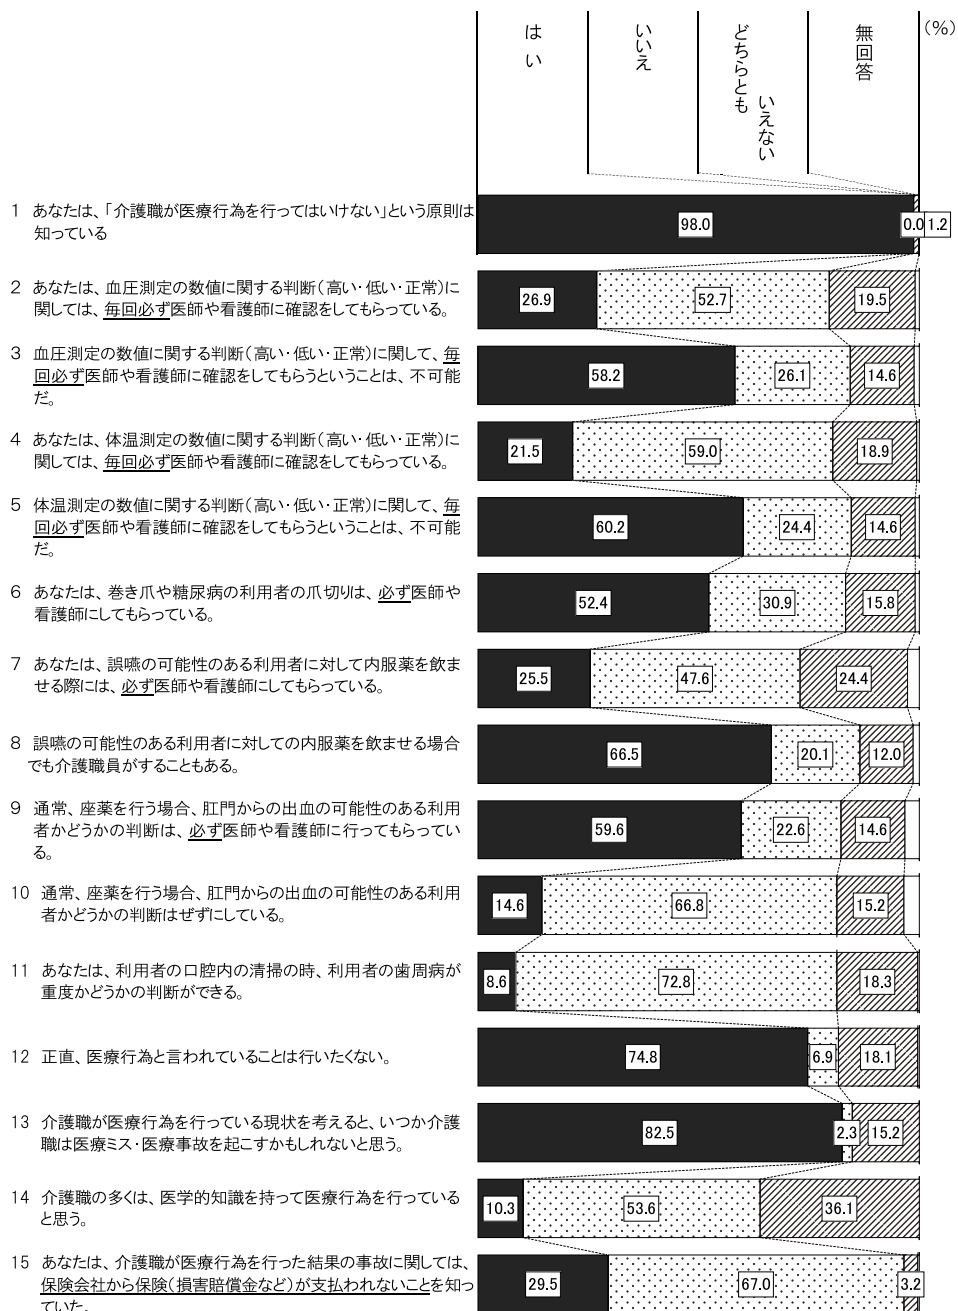 (%)
はい
いいえ
どちらとも
いえない
無回答
1 あなたは、「介護職が医療行為を行ってはいけない」という原則は
知っている
98.0 0.0 1.2
2 あなたは、血圧測定の数値に関する判断(高い・低い・正常)に
関しては、毎回必ず医師や看護師に確認をしてもらっている。
26.9 52.7 19.5
3 血圧測定の数値に関する判断(高い・低い・正常)に関して、毎
回必ず医師や看護師に確認をしてもらうということは、不可能
だ。
58.2 26.1 14.6
4 あなたは、体温測定の数値に関する判断(高い・低い・正常)に
関しては、毎回必ず医師や看護師に確認をしてもらっている。
21.5 59.0 18.9
5 体温測定の数値に関する判断(高い・低い・正常)に関して、毎
回必ず医師や看護師に確認をしてもらうということは、不可能
だ。
60.2 24.4 14.6
6 あなたは、巻き爪や糖尿病の利用者の爪切りは、必ず医師や
看護師にしてもらっている。
52.4 30.9 15.8
7 あなたは、誤嚥の可能性のある利用者に対して内服薬を飲ま
せる際には、必ず医師や看護師にしてもらっている。
25.5 47.6 24.4
8 誤嚥の可能性のある利用者に対しての内服薬を飲ませる場合
でも介護職員がすることもある。
66.5 20.1 12.0
9 通常、座薬を行う場合、肛門からの出血の可能性のある利用
者かどうかの判断は、必ず医師や看護師に行ってもらってい
る。
59.6 22.6 14.6
10 通常、座薬を行う場合、肛門からの出血の可能性のある利用
者かどうかの判断はぜずにしている。
14.6 66.8 15.2
11 あなたは、利用者の口腔内の清掃の時、利用者の歯周病が
重度かどうかの判断ができる。
8.6 72.8 18.3
12 正直、医療行為と言われていることは行いたくない。
74.8 6.9 18.1
13 介護職が医療行為を行っている現状を考えると、いつか介護
職は医療ミス・医療事故を起こすかもしれないと思う。
82.5 2.3 15.2
14 介護職の多くは、医学的知識を持って医療行為を行っている
と思う。
10.3 53.6 36.1
15 あなたは、介護職が医療行為を行った結果の事故に関しては、
保険会社から保険(損害賠償金など)が支払われないことを知っ
ていた。
29.5 67.0 3.2